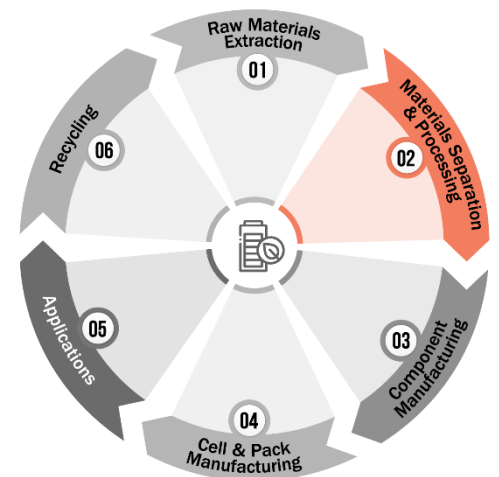 Raw Materials
Extraction
01
Materials Separation
& Processing
02
Component
Manufacturing
03
Cell & Pack
Manufacturing
04
Applications
05
Recycling
06